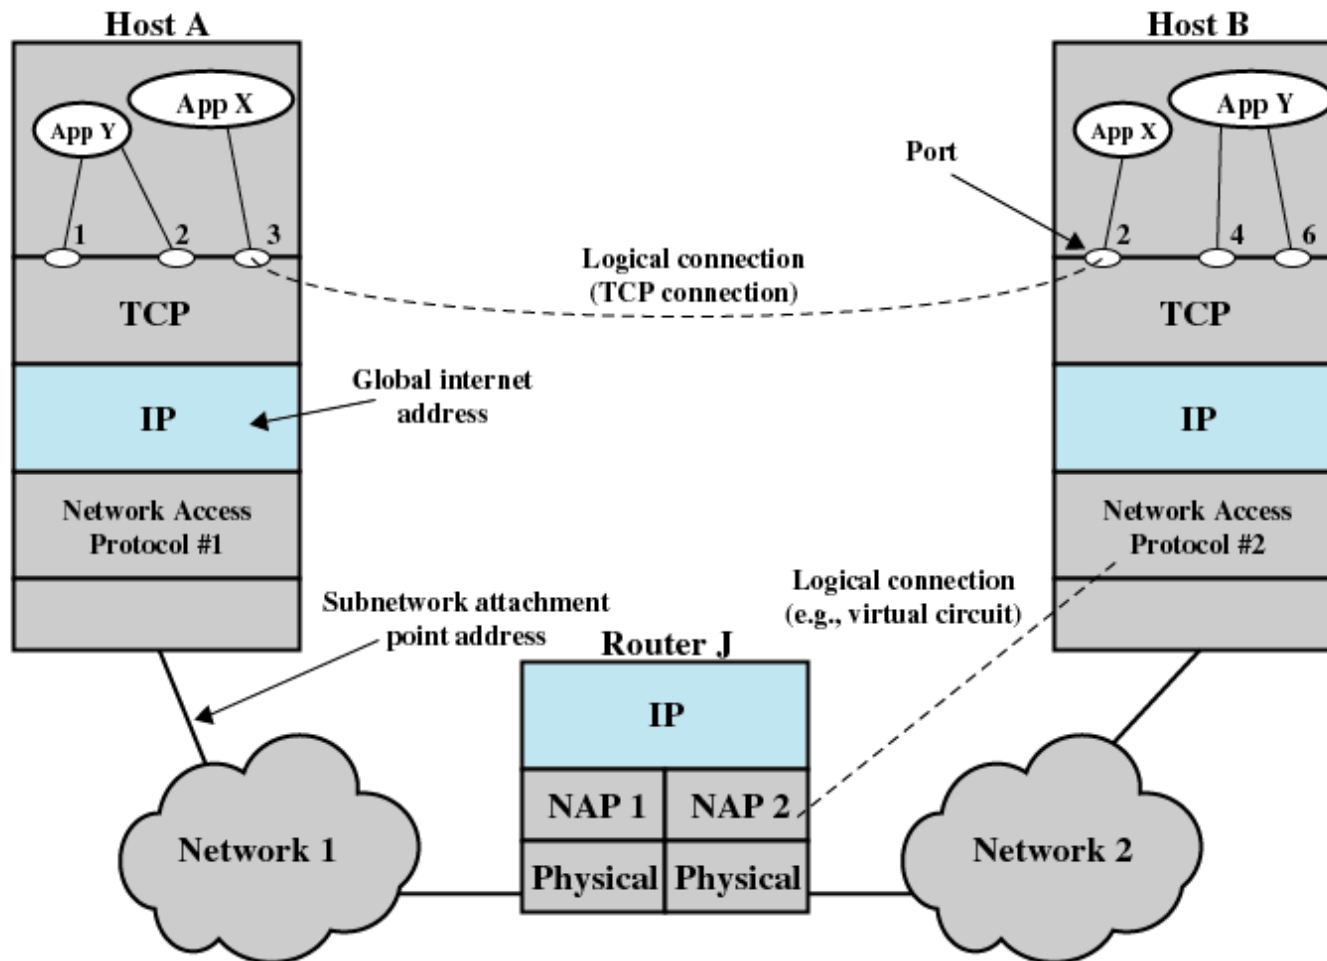 Host A
App Y
App X
1
2
3
TCP
IP
Network Access
Protocol #1
Host B
App X
App Y
Port
2
4
6
TCP
IP
Network Access
Protocol #2
Logical connection
(TCP connection)
Global internet
address
Subnetwork attachment
point address
Logical connection
(e.g., virtual circuit)
Router J
IP
NAP 1
NAP 2
Physical
Physical
Network 1
Network 2